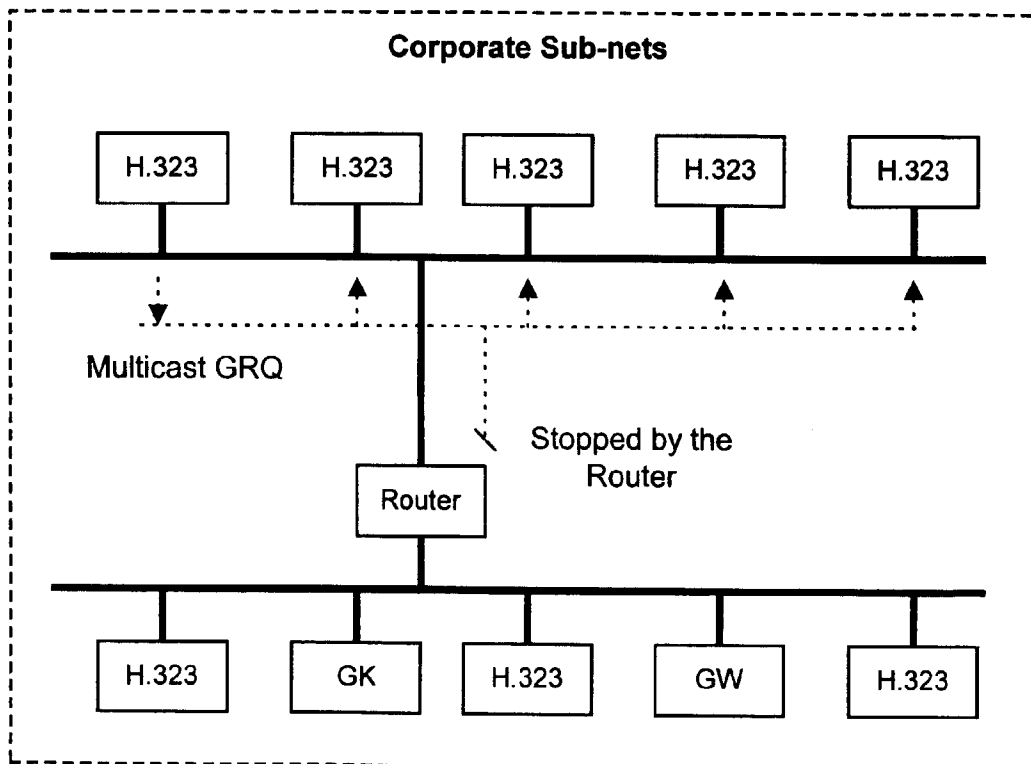 Corporate Sub-nets
H.323
H.323
H.323
H.323
H.323
Multicast GRQ
Stopped by the
Router
Router
H.323
GK
H.323
GW
H.323